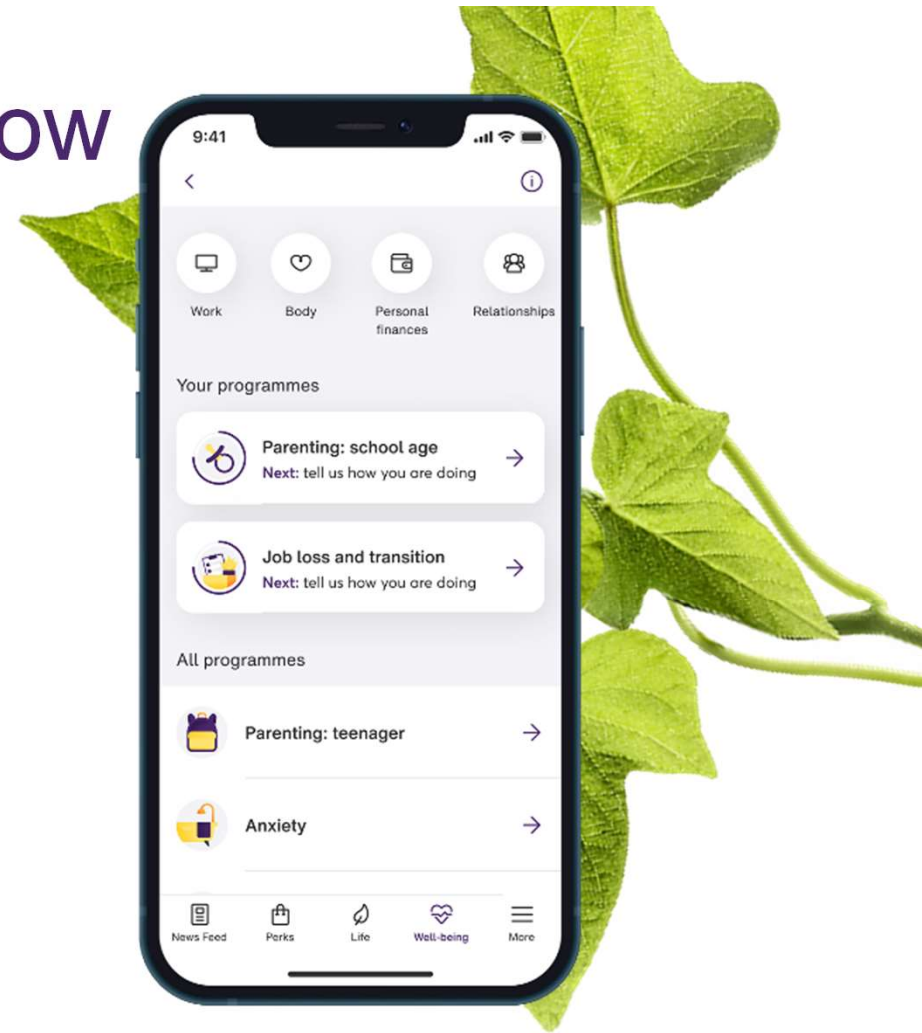 ow
9:41
Work
Body
Personal
finances
Relationships
Your programmes
Parenting: school age
Next: tell us how you are doing
Job loss and transition
Next: tell us how you are doing
All programmes
Parenting: teenager
Anxiety
News Feed
Perks
Life
Well-being
More